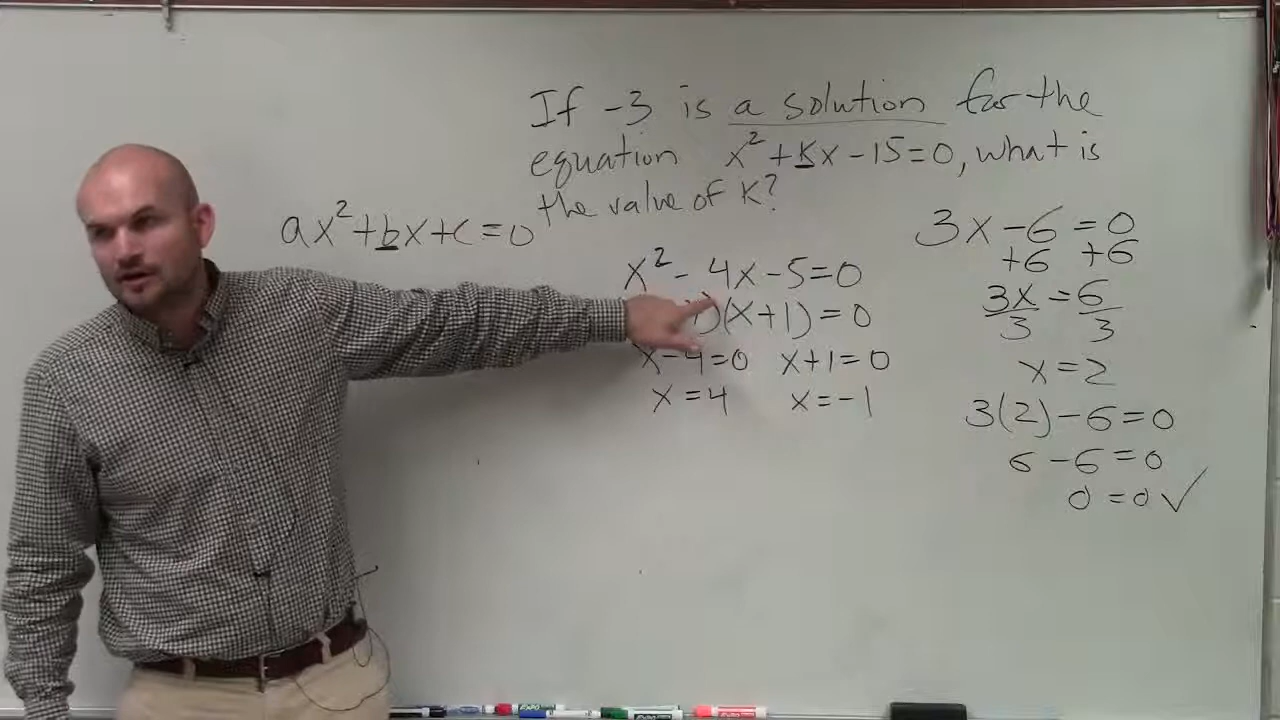 If -3 is a solution for the
equation x² + kx - 15 = 0, what is
the value of k?
ax² + bx + c = 0
x² - 4x - 5 = 0
)(x + 1) = 0
x - 4 = 0 x + 1 = 0
x = 4 x = -1
3x - 6 = 0
+6 +6
3x = 6
3 3
x = 2
3(2) - 6 = 0
6 - 6 = 0
0 = 0 ✓
EXPO